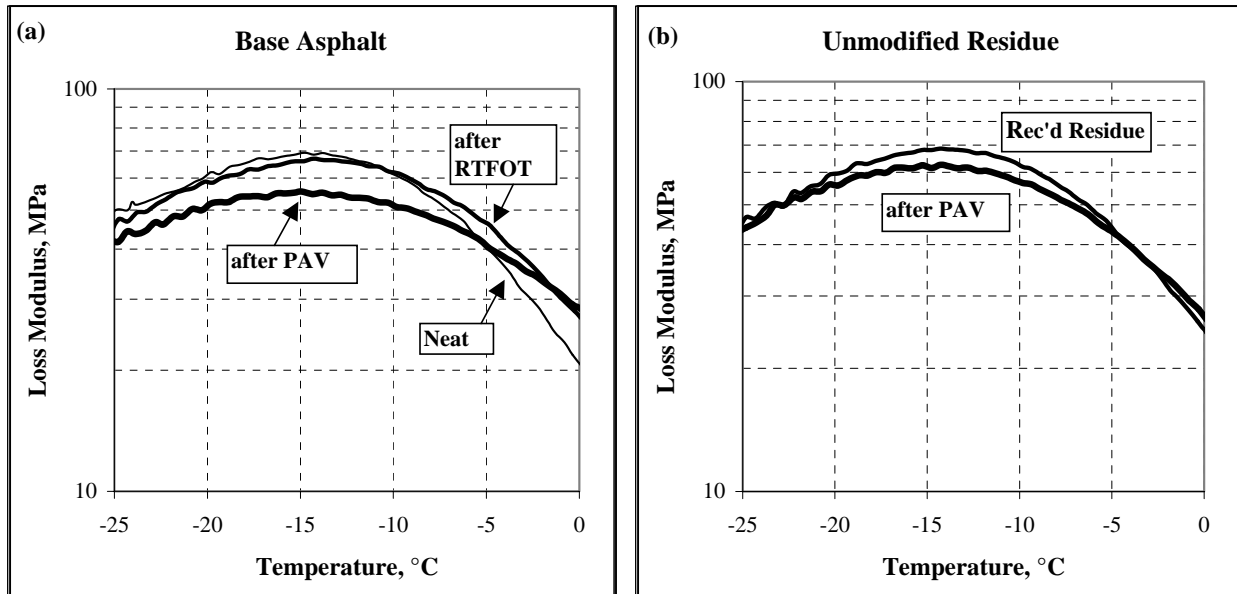 (a)
Base Asphalt
100
10
Loss Modulus, MPa
after
RTFOT
after PAV
Neat
-25 -20 -15 -10 -5 0
Temperature, °C
(b)
Unmodified Residue
100
10
Loss Modulus, MPa
Rec'd Residue
after PAV
-25 -20 -15 -10 -5 0
Temperature, °C